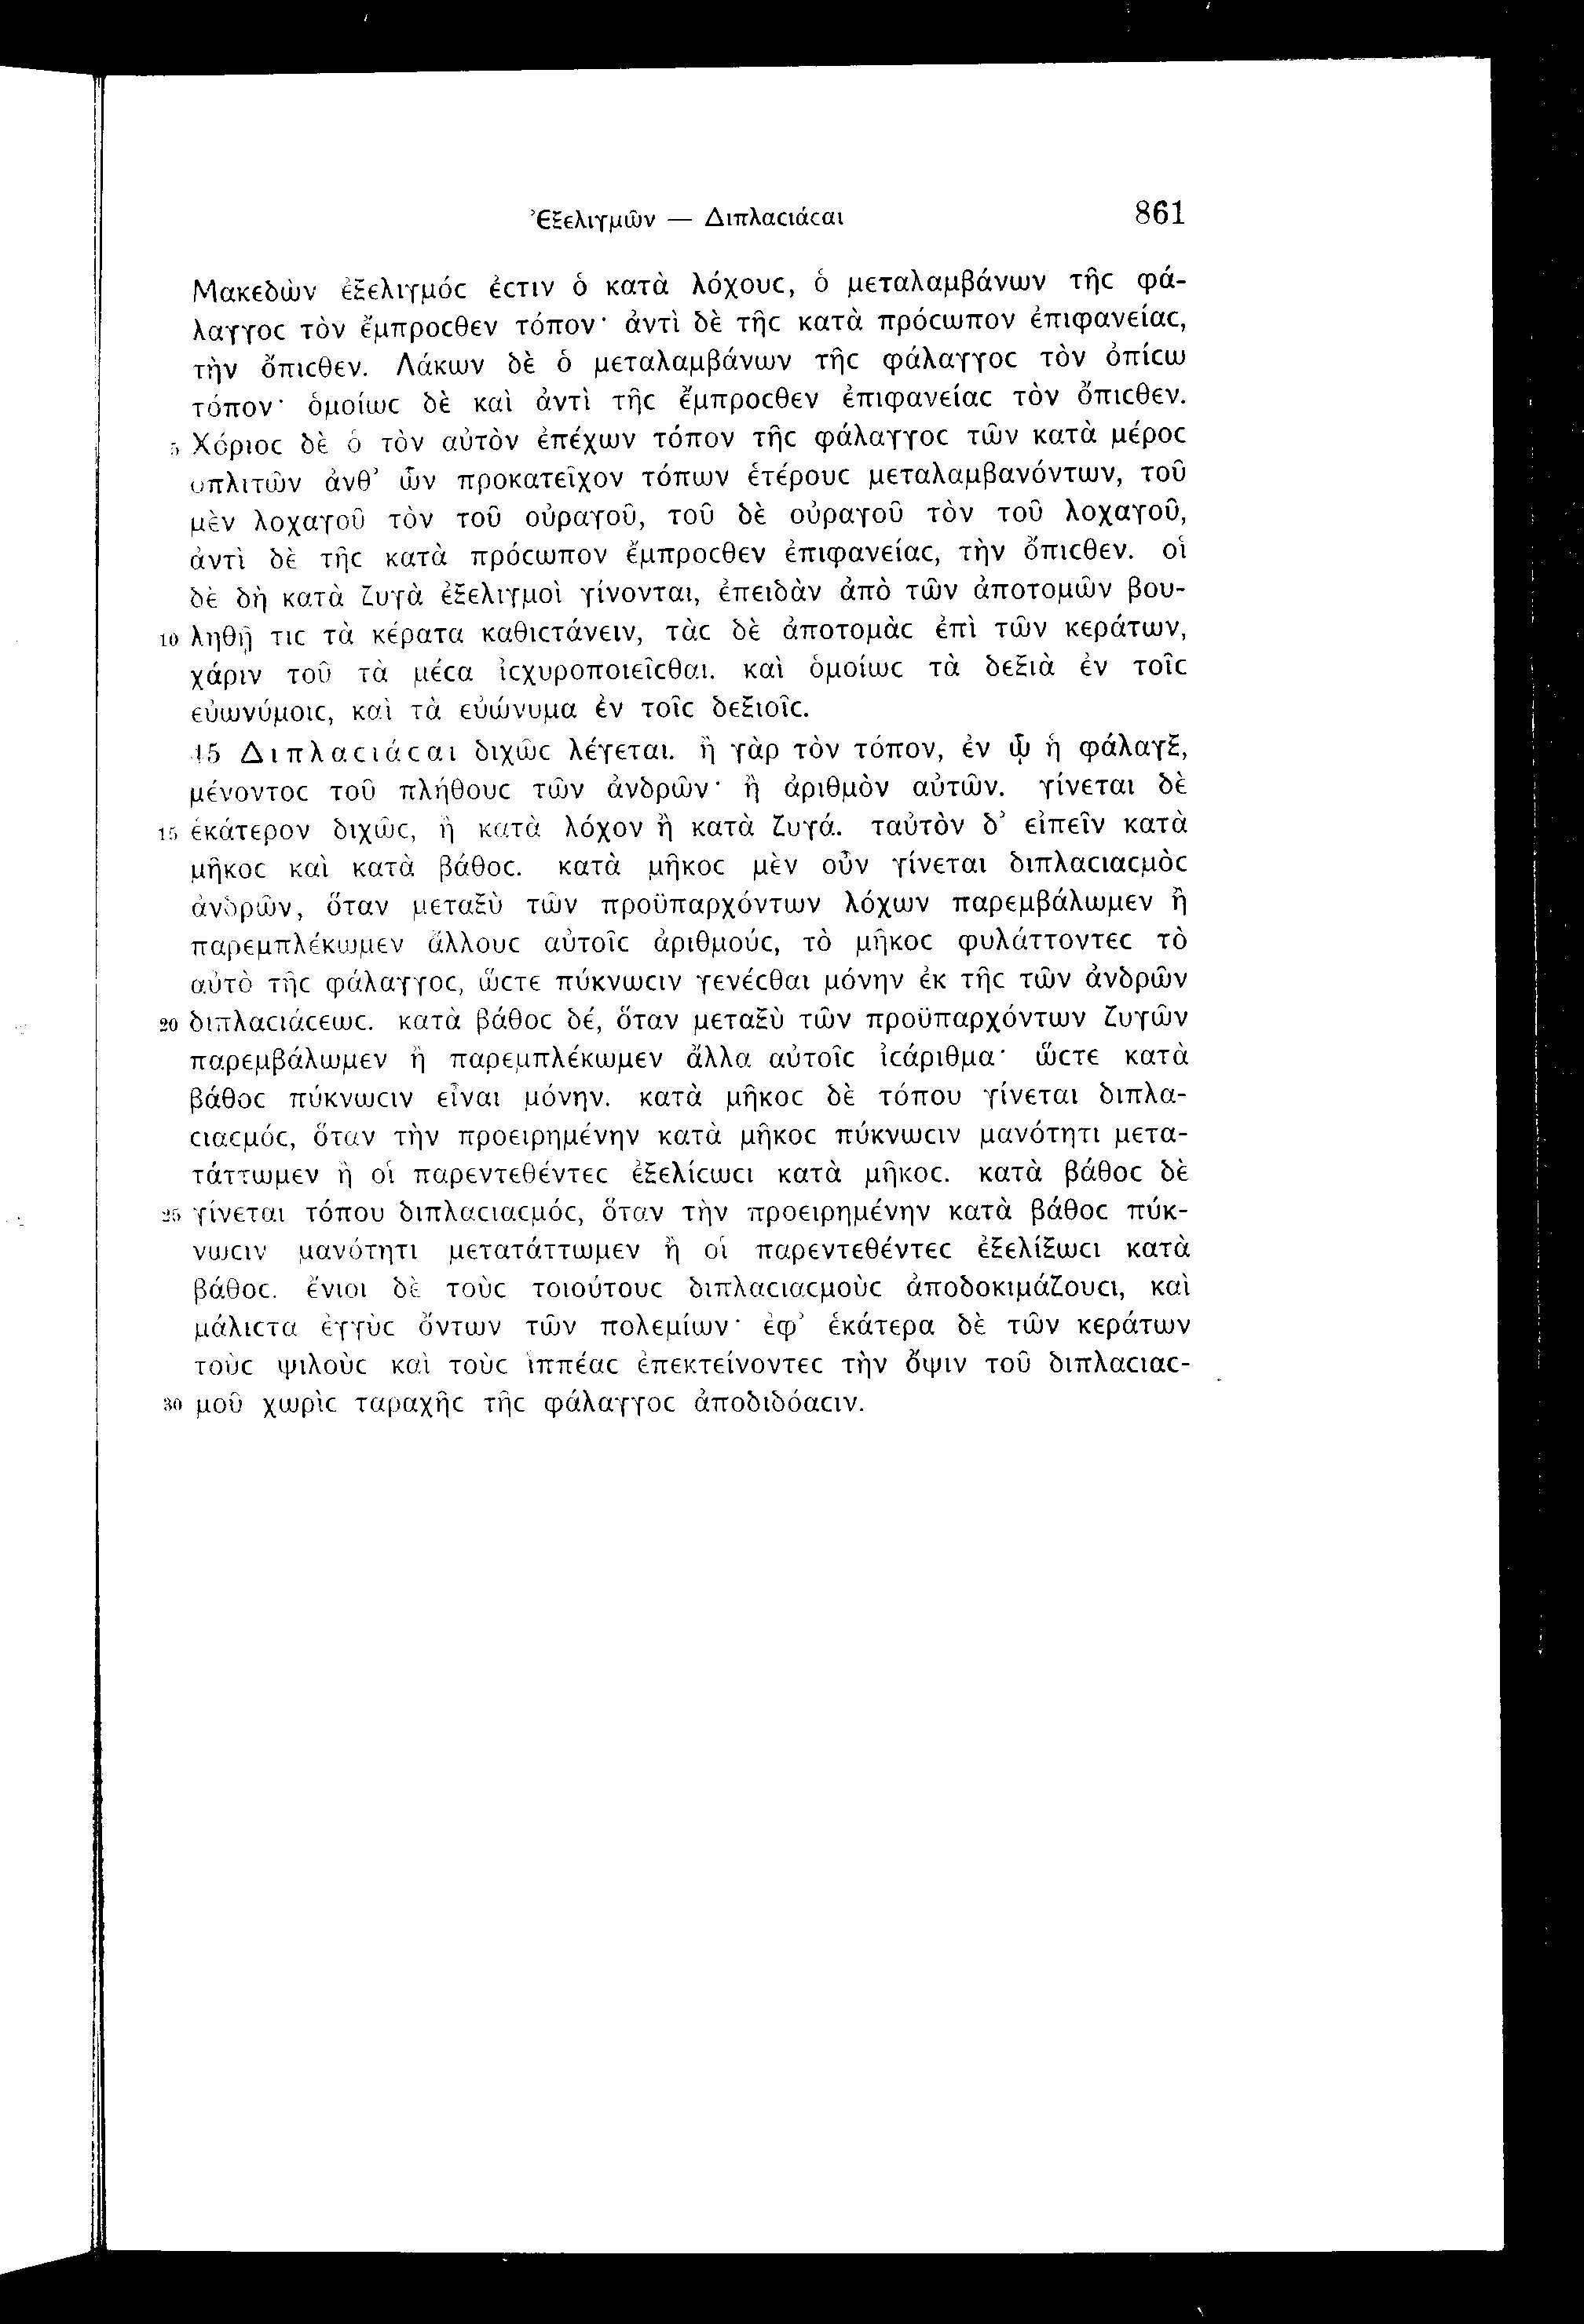 Ἐξελιγμῶν — Διπλαϲιάϲαι 861
Μακεδὼν ἐξελιγμόϲ ἐϲτιν ὁ κατὰ λόχουϲ, ὁ μεταλαμβάνων τῆϲ φά-
λαγγοϲ τὸν ἔμπροϲθεν τόπον· ἀντὶ δὲ τῆϲ κατὰ πρόϲωπον ἐπιφανείαϲ,
τὴν ὄπιϲθεν. Λάκων δὲ ὁ μεταλαμβάνων τῆϲ φάλαγγοϲ τὸν ὀπίϲω
τόπον· ὁμοίωϲ δὲ καὶ ἀντὶ τῆϲ ἔμπροϲθεν ἐπιφανείαϲ τὸν ὄπιϲθεν.
5 Χόριοϲ δὲ ὁ τὸν αὐτὸν ἐπέχων τόπον τῆϲ φάλαγγοϲ τῶν κατὰ μέροϲ
ὁπλιτῶν ἀνθ’ ὧν προκατεῖχον τόπων ἑτέρουϲ μεταλαμβανόντων, τοῦ
μὲν λοχαγοῦ τὸν τοῦ οὐραγοῦ, τοῦ δὲ οὐραγοῦ τὸν τοῦ λοχαγοῦ,
ἀντὶ δὲ τῆϲ κατὰ πρόϲωπον ἔμπροϲθεν ἐπιφανείαϲ, τὴν ὄπιϲθεν. οἱ
δὲ δὴ κατὰ ζυγὰ ἐξελιγμοὶ γίνονται, ἐπειδὰν ἀπὸ τῶν ἀποτομῶν βου-
10 ληθῇ τιϲ τὰ κέρατα καθιϲτάνειν, τὰϲ δὲ ἀποτομὰϲ ἐπὶ τῶν κεράτων,
χάριν τοῦ τὰ μέϲα ἰϲχυροποιεῖϲθαι. καὶ ὁμοίωϲ τὰ δεξιὰ ἐν τοῖϲ
εὐωνύμοιϲ, καὶ τὰ εὐώνυμα ἐν τοῖϲ δεξιοῖϲ.
45 Διπλαϲιάϲαι διχῶϲ λέγεται. ἢ γὰρ τὸν τόπον, ἐν ᾧ ἡ φάλαγξ,
μένοντοϲ τοῦ πλήθουϲ τῶν ἀνδρῶν· ἢ ἀριθμὸν αὐτῶν. γίνεται δὲ
15 ἑκάτερον διχῶϲ, ἢ κατὰ λόχον ἢ κατὰ ζυγά. ταὐτὸν δ’ εἰπεῖν κατὰ
μῆκοϲ καὶ κατὰ βάθοϲ. κατὰ μῆκοϲ μὲν οὖν γίνεται διπλαϲιαϲμὸϲ
ἀνδρῶν, ὅταν μεταξὺ τῶν προϋπαρχόντων λόχων παρεμβάλωμεν ἢ
παρεμπλέκωμεν ἄλλουϲ αὐτοῖϲ ἀριθμούϲ, τὸ μῆκοϲ φυλάττοντεϲ τὸ
αὐτὸ τῆϲ φάλαγγοϲ, ὥϲτε πύκνωϲιν γενέϲθαι μόνην ἐκ τῆϲ τῶν ἀνδρῶν
20 διπλαϲιάϲεωϲ. κατὰ βάθοϲ δέ, ὅταν μεταξὺ τῶν προϋπαρχόντων ζυγῶν
παρεμβάλωμεν ἢ παρεμπλέκωμεν ἄλλα αὐτοῖϲ ἰϲάριθμα· ὥϲτε κατὰ
βάθοϲ πύκνωϲιν εἶναι μόνην. κατὰ μῆκοϲ δὲ τόπου γίνεται διπλα-
ϲιαϲμόϲ, ὅταν τὴν προειρημένην κατὰ μῆκοϲ πύκνωϲιν μανότητι μετα-
τάττωμεν ἢ οἱ παρεντεθέντεϲ ἐξελίϲωϲι κατὰ μῆκοϲ. κατὰ βάθοϲ δὲ
25 γίνεται τόπου διπλαϲιαϲμόϲ, ὅταν τὴν προειρημένην κατὰ βάθοϲ πύκ-
νωϲιν μανότητι μετατάττωμεν ἢ οἱ παρεντεθέντεϲ ἐξελίξωϲι κατὰ
βάθοϲ. ἔνιοι δὲ τοὺϲ τοιούτουϲ διπλαϲιαϲμοὺϲ ἀποδοκιμάζουϲι, καὶ
μάλιϲτα ἐγγὺϲ ὄντων τῶν πολεμίων· ἐφ’ ἑκάτερα δὲ τῶν κεράτων
τοὺϲ ψιλοὺϲ καὶ τοὺϲ ἱππέαϲ ἐπεκτείνοντεϲ τὴν ὄψιν τοῦ διπλαϲιαϲ-
30 μοῦ χωρὶϲ ταραχῆϲ τῆϲ φάλαγγοϲ ἀποδιδόαϲιν.